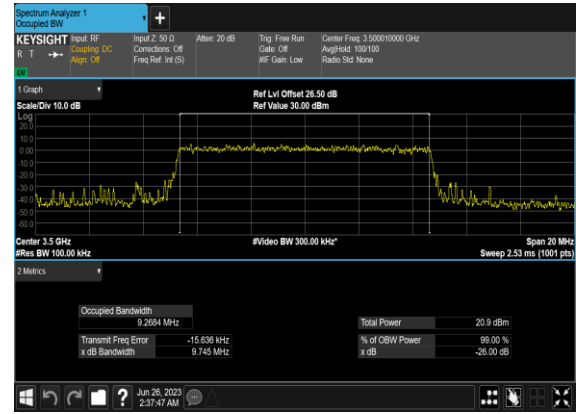 Spectrum Analyzer 1
Occupied BW
KEYSIGHT Input: RF Input Z: 50 Ω Atten: 20 dB Trig: Free Run Center Freq: 3.500010000 GHz
R T Coupling: DC Corrections: Off Gate: Off Avg|Hold: 100/100
Align: Off Freq Ref: Int (S) #IF Gain: Low Radio Std: None
1 Graph
Ref Lvl Offset 26.50 dB
Scale/Div 10.0 dB Ref Value 30.00 dBm
Log
20.0
10.0
0.00
-10.0
-20.0
-30.0
-40.0
-50.0
-60.0
Center 3.5 GHz #Video BW 300.00 kHz* Span 20 MHz
#Res BW 100.00 kHz Sweep 2.53 ms (1001 pts)
2 Metrics
Occupied Bandwidth
9.2684 MHz Total Power 20.9 dBm
Transmit Freq Error -15.636 kHz % of OBW Power 99.00 %
x dB Bandwidth 9.745 MHz x dB -26.00 dB
?
Jun 26, 2023
2:37:47 AM